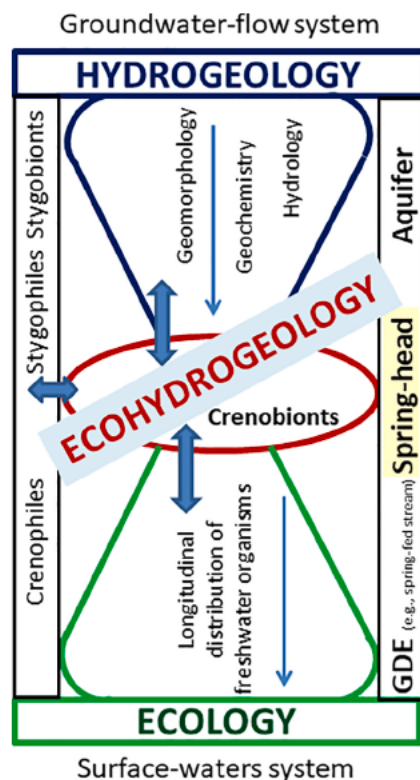 Groundwater-flow system
HYDROGEOLOGY
Stygobionts
Stygophiles
Crenophiles
Geomorphology
Geochemistry
Hydrology
Aquifer
Spring-head
GDE (e.g., spring-fed stream)
ECOHYDROGEOLOGY
Crenobionts
Longitudinal
distribution of
freshwater organisms
ECOLOGY
Surface-waters system